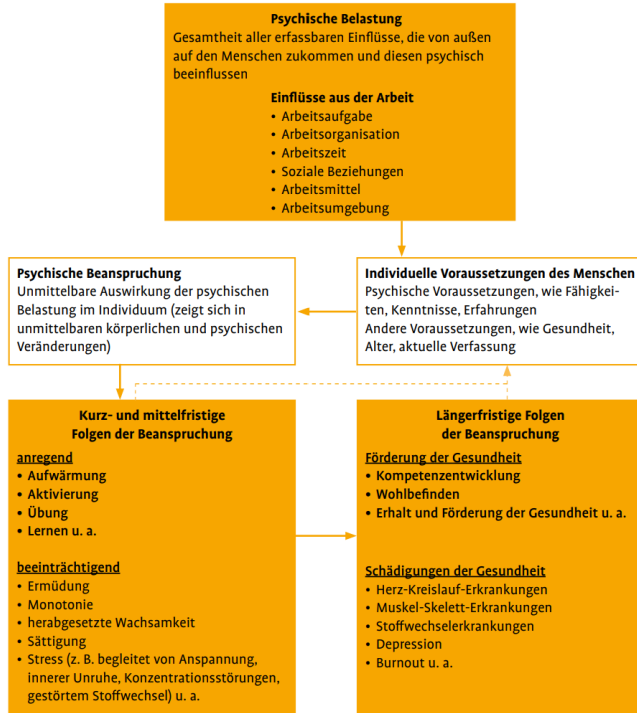 Psychische Belastung
Gesamtheit aller erfassbaren Einflüsse, die von außen
auf den Menschen zukommen und diesen psychisch
beeinflussen
Einflüsse aus der Arbeit
• Arbeitsaufgabe
• Arbeitsorganisation
• Arbeitszeit
• Soziale Beziehungen
• Arbeitsmittel
• Arbeitsumgebung
Psychische Beanspruchung
Unmittelbare Auswirkung der psychischen
Belastung im Individuum (zeigt sich in
unmittelbaren körperlichen und psychischen
Veränderungen)
Individuelle Voraussetzungen des Menschen
Psychische Voraussetzungen, wie Fähigkei-
ten, Kenntnisse, Erfahrungen
Andere Voraussetzungen, wie Gesundheit,
Alter, aktuelle Verfassung
Kurz- und mittelfristige
Folgen der Beanspruchung
anregend
• Aufwärmung
• Aktivierung
• Übung
• Lernen u. a.
beeinträchtigend
• Ermüdung
• Monotonie
• herabgesetzte Wachsamkeit
• Sättigung
• Stress (z. B. begleitet von Anspannung,
innerer Unruhe, Konzentrationsstörungen,
gestörtem Stoffwechsel) u. a.
Längerfristige Folgen
der Beanspruchung
Förderung der Gesundheit
• Kompetenzentwicklung
• Wohlbefinden
• Erhalt und Förderung der Gesundheit u. a.
Schädigungen der Gesundheit
• Herz-Kreislauf-Erkrankungen
• Muskel-Skelett-Erkrankungen
• Stoffwechselerkrankungen
• Depression
• Burnout u. a.